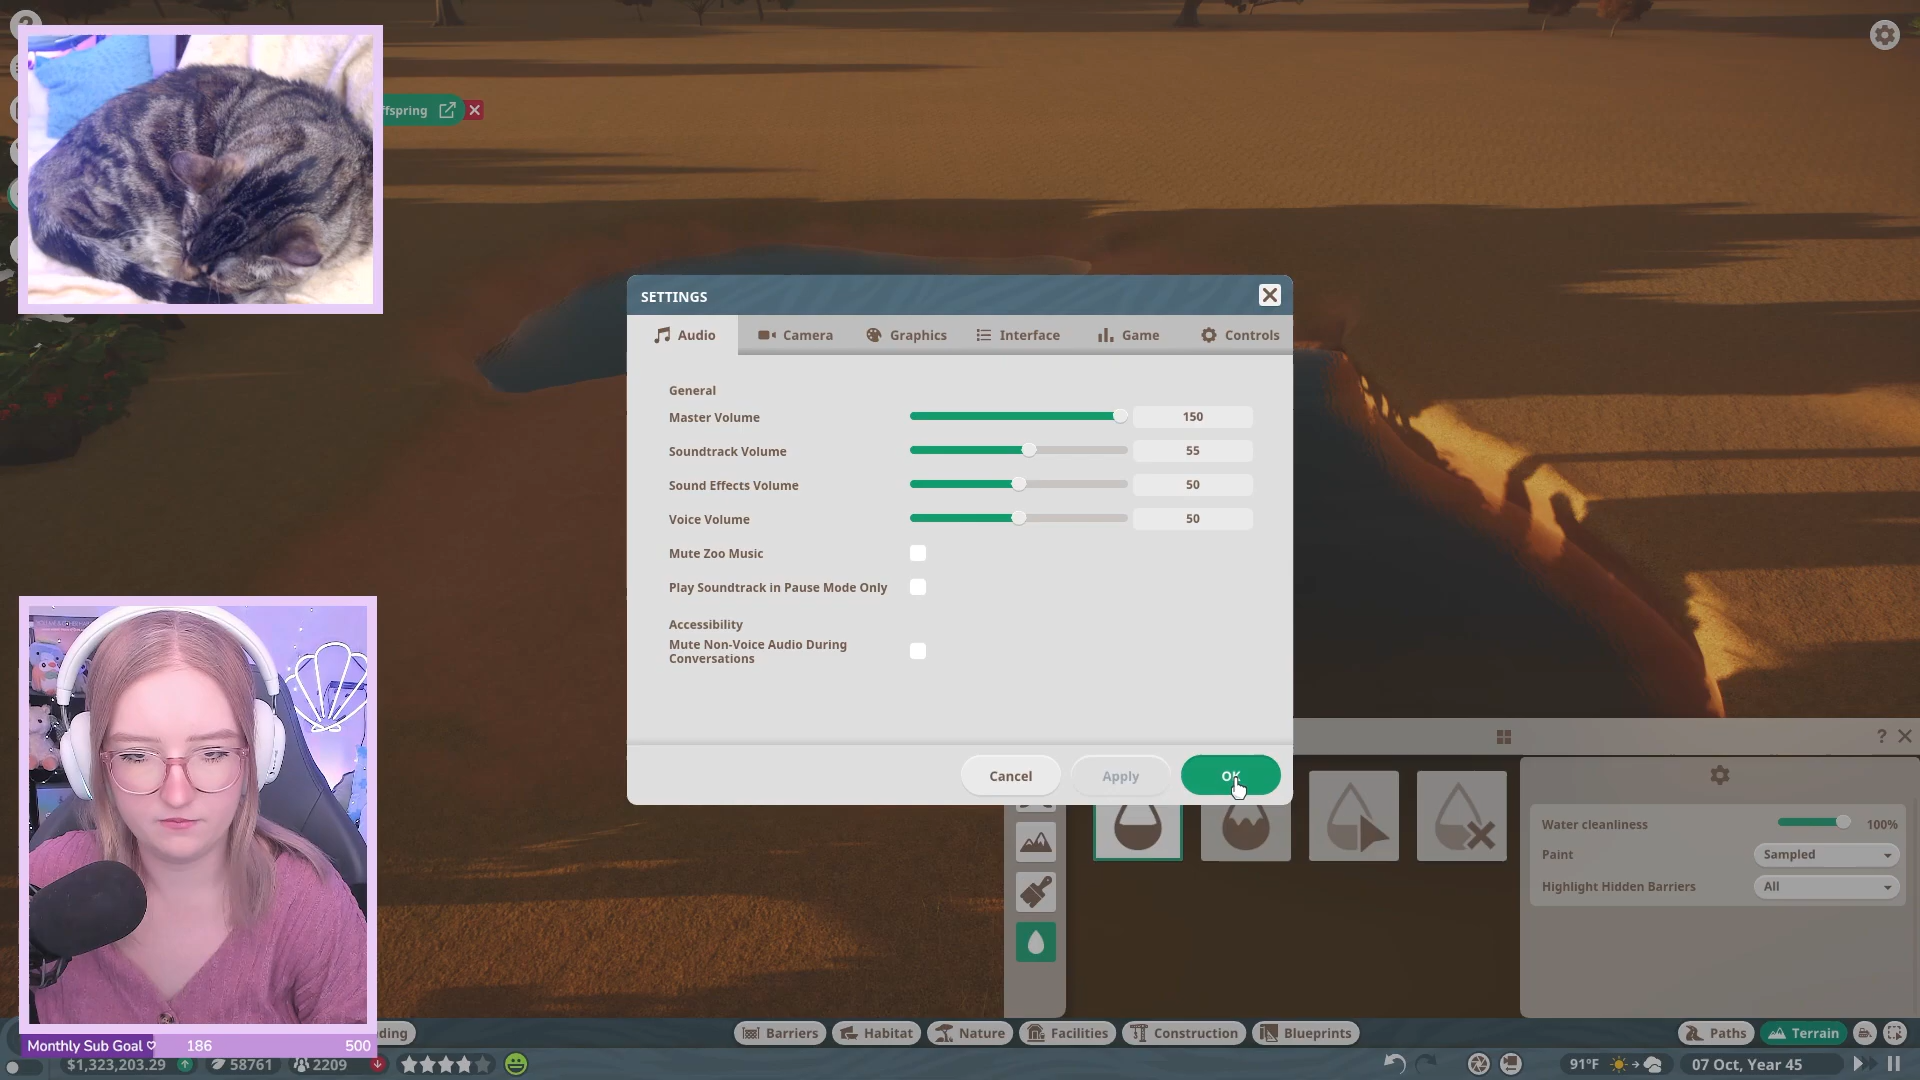 ffspring
SETTINGS
Audio
Camera
Graphics
Interface
Game
Controls
General
Master Volume
150
Soundtrack Volume
55
Sound Effects Volume
50
Voice Volume
50
Mute Zoo Music
Play Soundtrack in Pause Mode Only
Accessibility
Mute Non-Voice Audio During
Conversations
Cancel
Apply
OK
?
Water cleanliness
100%
Paint
Sampled
Highlight Hidden Barriers
All
ding
Barriers
Habitat
Nature
Facilities
Construction
Blueprints
Paths
Terrain
Monthly Sub Goal ♡ 186 500
$1,323,203.29
58761
2209
91°F
07 Oct, Year 45